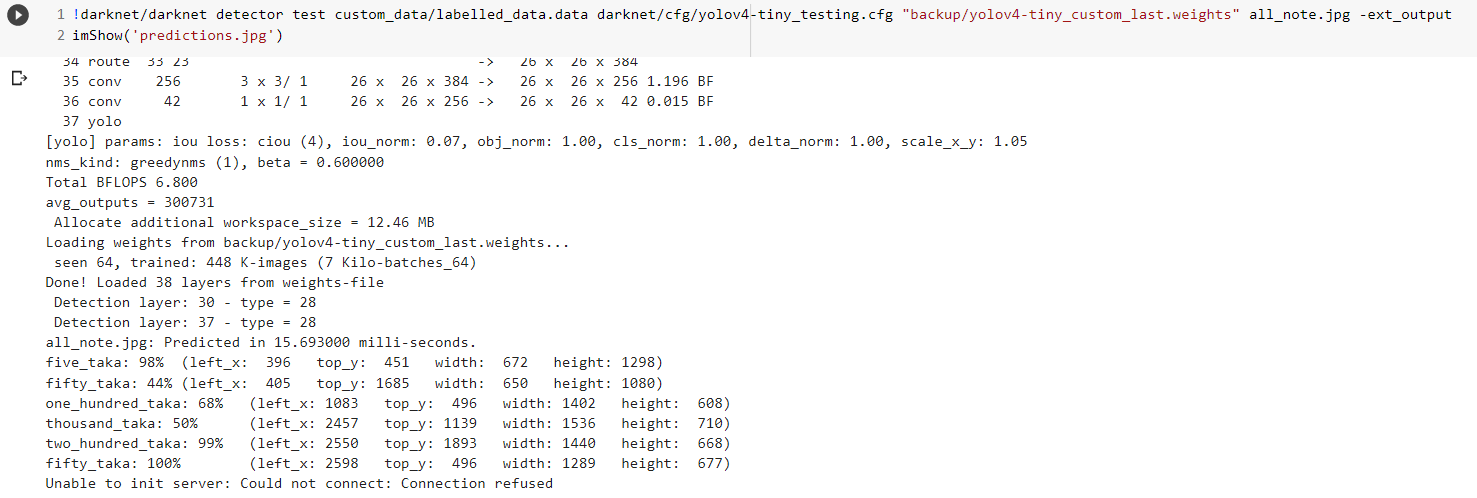 1 !darknet/darknet detector test custom_data/labelled_data.data darknet/cfg/yolov4-tiny_testing.cfg "backup/yolov4-tiny_custom_last.weights" all_note.jpg -ext_output
2 imShow('predictions.jpg')
34 route  33 23                                  ->   26 x  26 x 384
35 conv    256       3 x 3/ 1     26 x  26 x 384 ->   26 x  26 x 256 1.196 BF
36 conv     42       1 x 1/ 1     26 x  26 x 256 ->   26 x  26 x  42 0.015 BF
37 yolo
[yolo] params: iou loss: ciou (4), iou_norm: 0.07, obj_norm: 1.00, cls_norm: 1.00, delta_norm: 1.00, scale_x_y: 1.05
nms_kind: greedynms (1), beta = 0.600000
Total BFLOPS 6.800
avg_outputs = 300731
Allocate additional workspace_size = 12.46 MB
Loading weights from backup/yolov4-tiny_custom_last.weights...
seen 64, trained: 448 K-images (7 Kilo-batches_64)
Done! Loaded 38 layers from weights-file
Detection layer: 30 - type = 28
Detection layer: 37 - type = 28
all_note.jpg: Predicted in 15.693000 milli-seconds.
five_taka: 98%  (left_x:  396   top_y:  451   width:  672   height: 1298)
fifty_taka: 44% (left_x:  405   top_y: 1685   width:  650   height: 1080)
one_hundred_taka: 68%   (left_x: 1083   top_y:  496   width: 1402   height:  608)
thousand_taka: 50%      (left_x: 2457   top_y: 1139   width: 1536   height:  710)
two_hundred_taka: 99%   (left_x: 2550   top_y: 1893   width: 1440   height:  668)
fifty_taka: 100%        (left_x: 2598   top_y:  496   width: 1289   height:  677)
Unable to init server: Could not connect: Connection refused